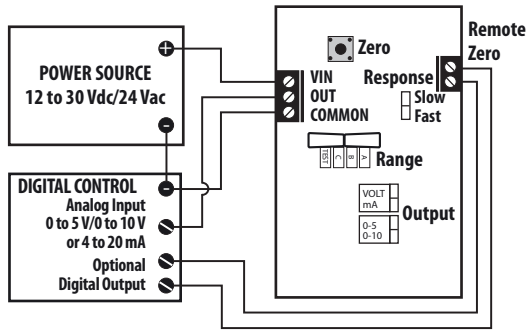 POWER SOURCE
12 to 30 Vdc/24 Vac
DIGITAL CONTROL
Analog Input
0 to 5 V/0 to 10 V
or 4 to 20 mA
Optional
Digital Output
Zero
Remote
Zero
VIN
OUT
COMMON
Response
Slow
Fast
TEST
C
B
A
Range
VOLT
mA
0-5
0-10
Output